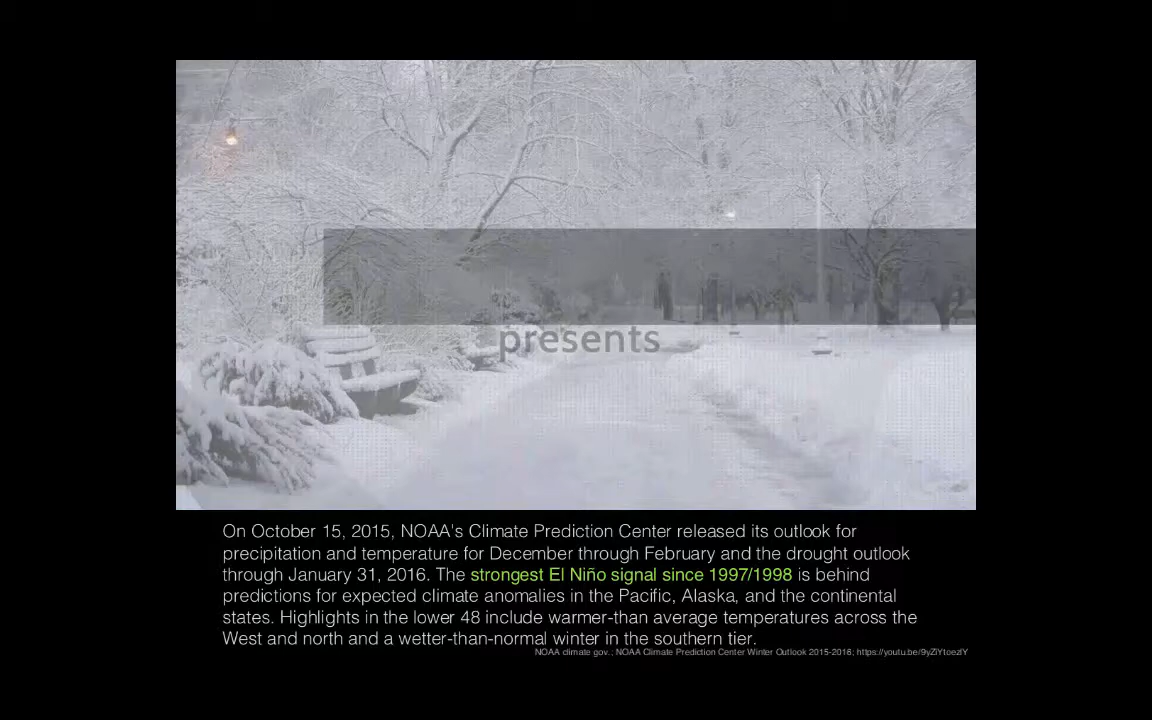 presents
On October 15, 2015, NOAA's Climate Prediction Center released its outlook for
precipitation and temperature for December through February and the drought outlook
through January 31, 2016. The strongest El Niño signal since 1997/1998 is behind
predictions for expected climate anomalies in the Pacific, Alaska, and the continental
states. Highlights in the lower 48 include warmer-than average temperatures across the
West and north and a wetter-than-normal winter in the southern tier.
NOAA climate gov.; NOAA Climate Prediction Center Winter Outlook 2015-2016;